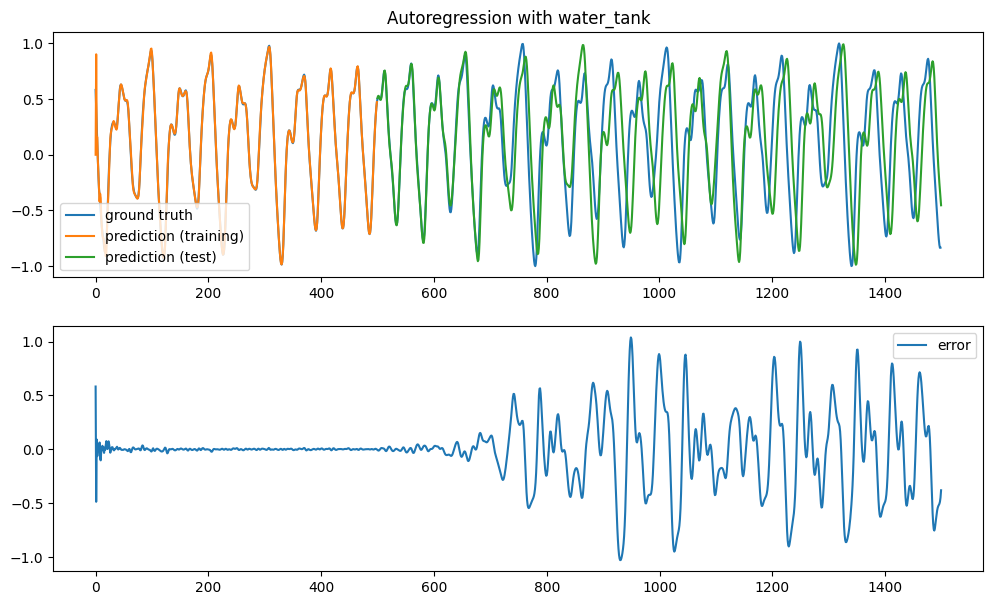 Autoregression with water_tank
1.0
0.5
0.0
−0.5
−1.0
ground truth
prediction (training)
prediction (test)
0 200 400 600 800 1000 1200 1400
1.0
0.5
0.0
−0.5
−1.0
error
0 200 400 600 800 1000 1200 1400